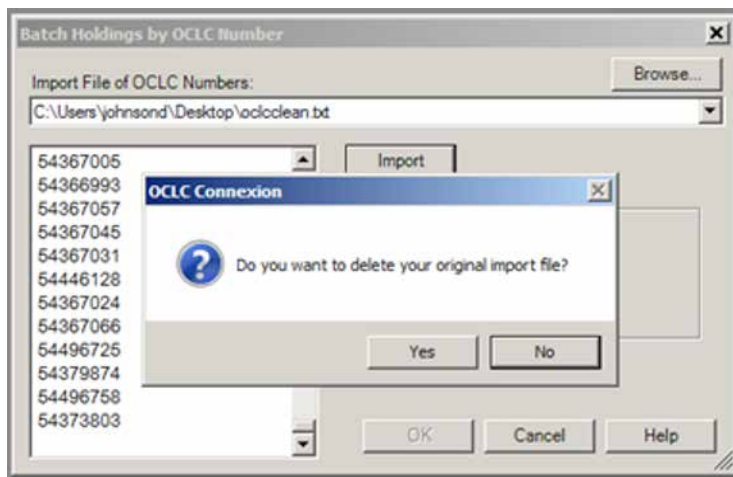 Batch Holdings by OCLC Number
Import File of OCLC Numbers:
Browse...
C:\Users\johnsond\Desktop\oclcclean.txt
Import
54367005
54366993
54367057
54367045
54367031
54446128
54367024
54367066
54496725
54379874
54496758
54373803
OCLC Connexion
Do you want to delete your original import file?
Yes
No
OK
Cancel
Help